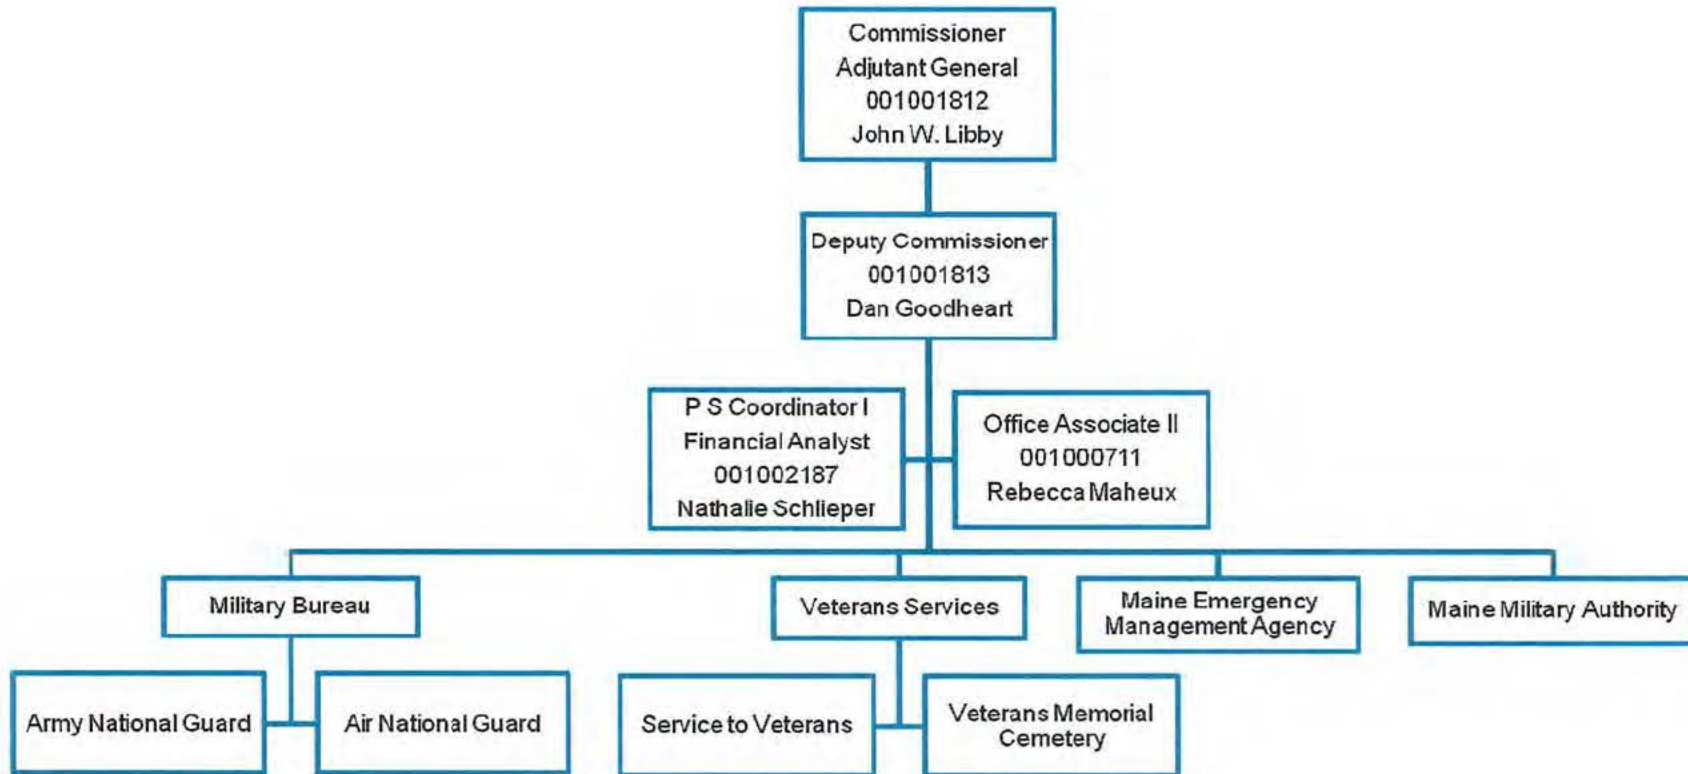 Commissioner
Adjutant General
001001812
John W. Libby
Deputy Commissioner
001001813
Dan Goodheart
P S Coordinator I
Financial Analyst
001002187
Nathalie Schlieper
Office Associate II
001000711
Rebecca Maheux
Military Bureau
Veterans Services
Maine Emergency
Management Agency
Maine Military Authority
Army National Guard
Air National Guard
Service to Veterans
Veterans Memorial
Cemetery